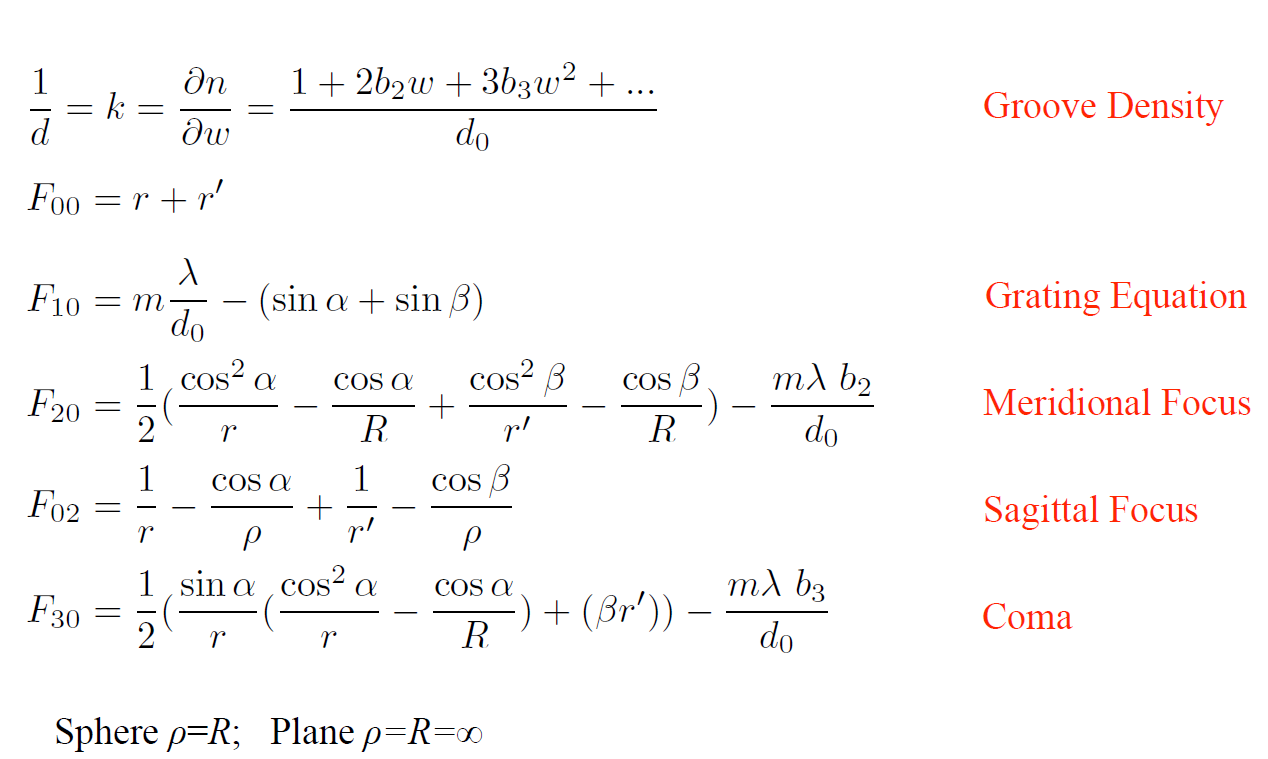 1/d = k = ∂n/∂w = (1 + 2b₂w + 3b₃w² + ...)/d₀ Groove Density
F₀₀ = r + r′
F₁₀ = m λ/d₀ − (sin α + sin β) Grating Equation
F₂₀ = 1/2 (cos² α/r − cos α/R + cos² β/r′ − cos β/R) − mλ b₂/d₀ Meridional Focus
F₀₂ = 1/r − cos α/ρ + 1/r′ − cos β/ρ Sagittal Focus
F₃₀ = 1/2 (sin α/r (cos² α/r − cos α/R) + (βr′)) − mλ b₃/d₀ Coma
Sphere ρ=R; Plane ρ=R=∞